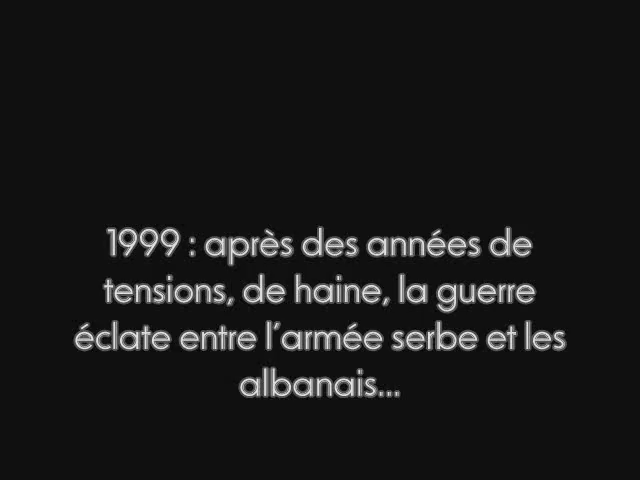 1999 : après des années de
tensions, de haine, la guerre
éclate entre l'armée serbe et les
albanais...